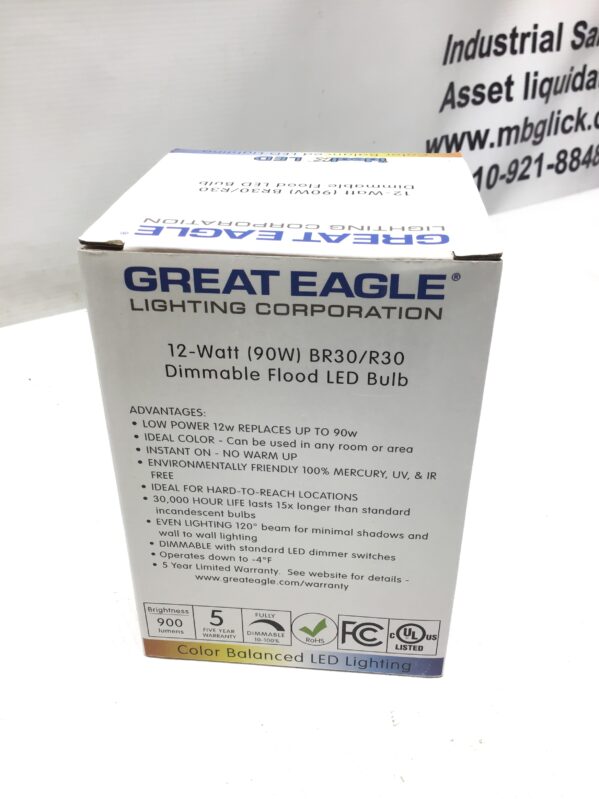 Industrial Sa
Asset liquida
www.mbglick.c
10-921-8848
Color Balanced LED Lighting
LED
12-Watt (90W) BR30/R30
Dimmable Flood LED Bulb
GREAT EAGLE®
LIGHTING CORPORATION
GREAT EAGLE®
LIGHTING CORPORATION
12-Watt (90W) BR30/R30
Dimmable Flood LED Bulb
ADVANTAGES:
• LOW POWER 12w REPLACES UP TO 90w
• IDEAL COLOR - Can be used in any room or area
• INSTANT ON - NO WARM UP
• ENVIRONMENTALLY FRIENDLY 100% MERCURY, UV, & IR
FREE
• IDEAL FOR HARD-TO-REACH LOCATIONS
• 30,000 HOUR LIFE lasts 15x longer than standard
incandescent bulbs
• EVEN LIGHTING 120° beam for minimal shadows and
wall to wall lighting
• DIMMABLE with standard LED dimmer switches
• Operates down to -4°F
• 5 Year Limited Warranty. See website for details -
www.greateagle.com/warranty
Brightness
900
lumens
5
FIVE YEAR
WARRANTY
FULLY
DIMMABLE
10-100%
RoHS
FC
c UL US
LISTED
Color Balanced LED Lighting